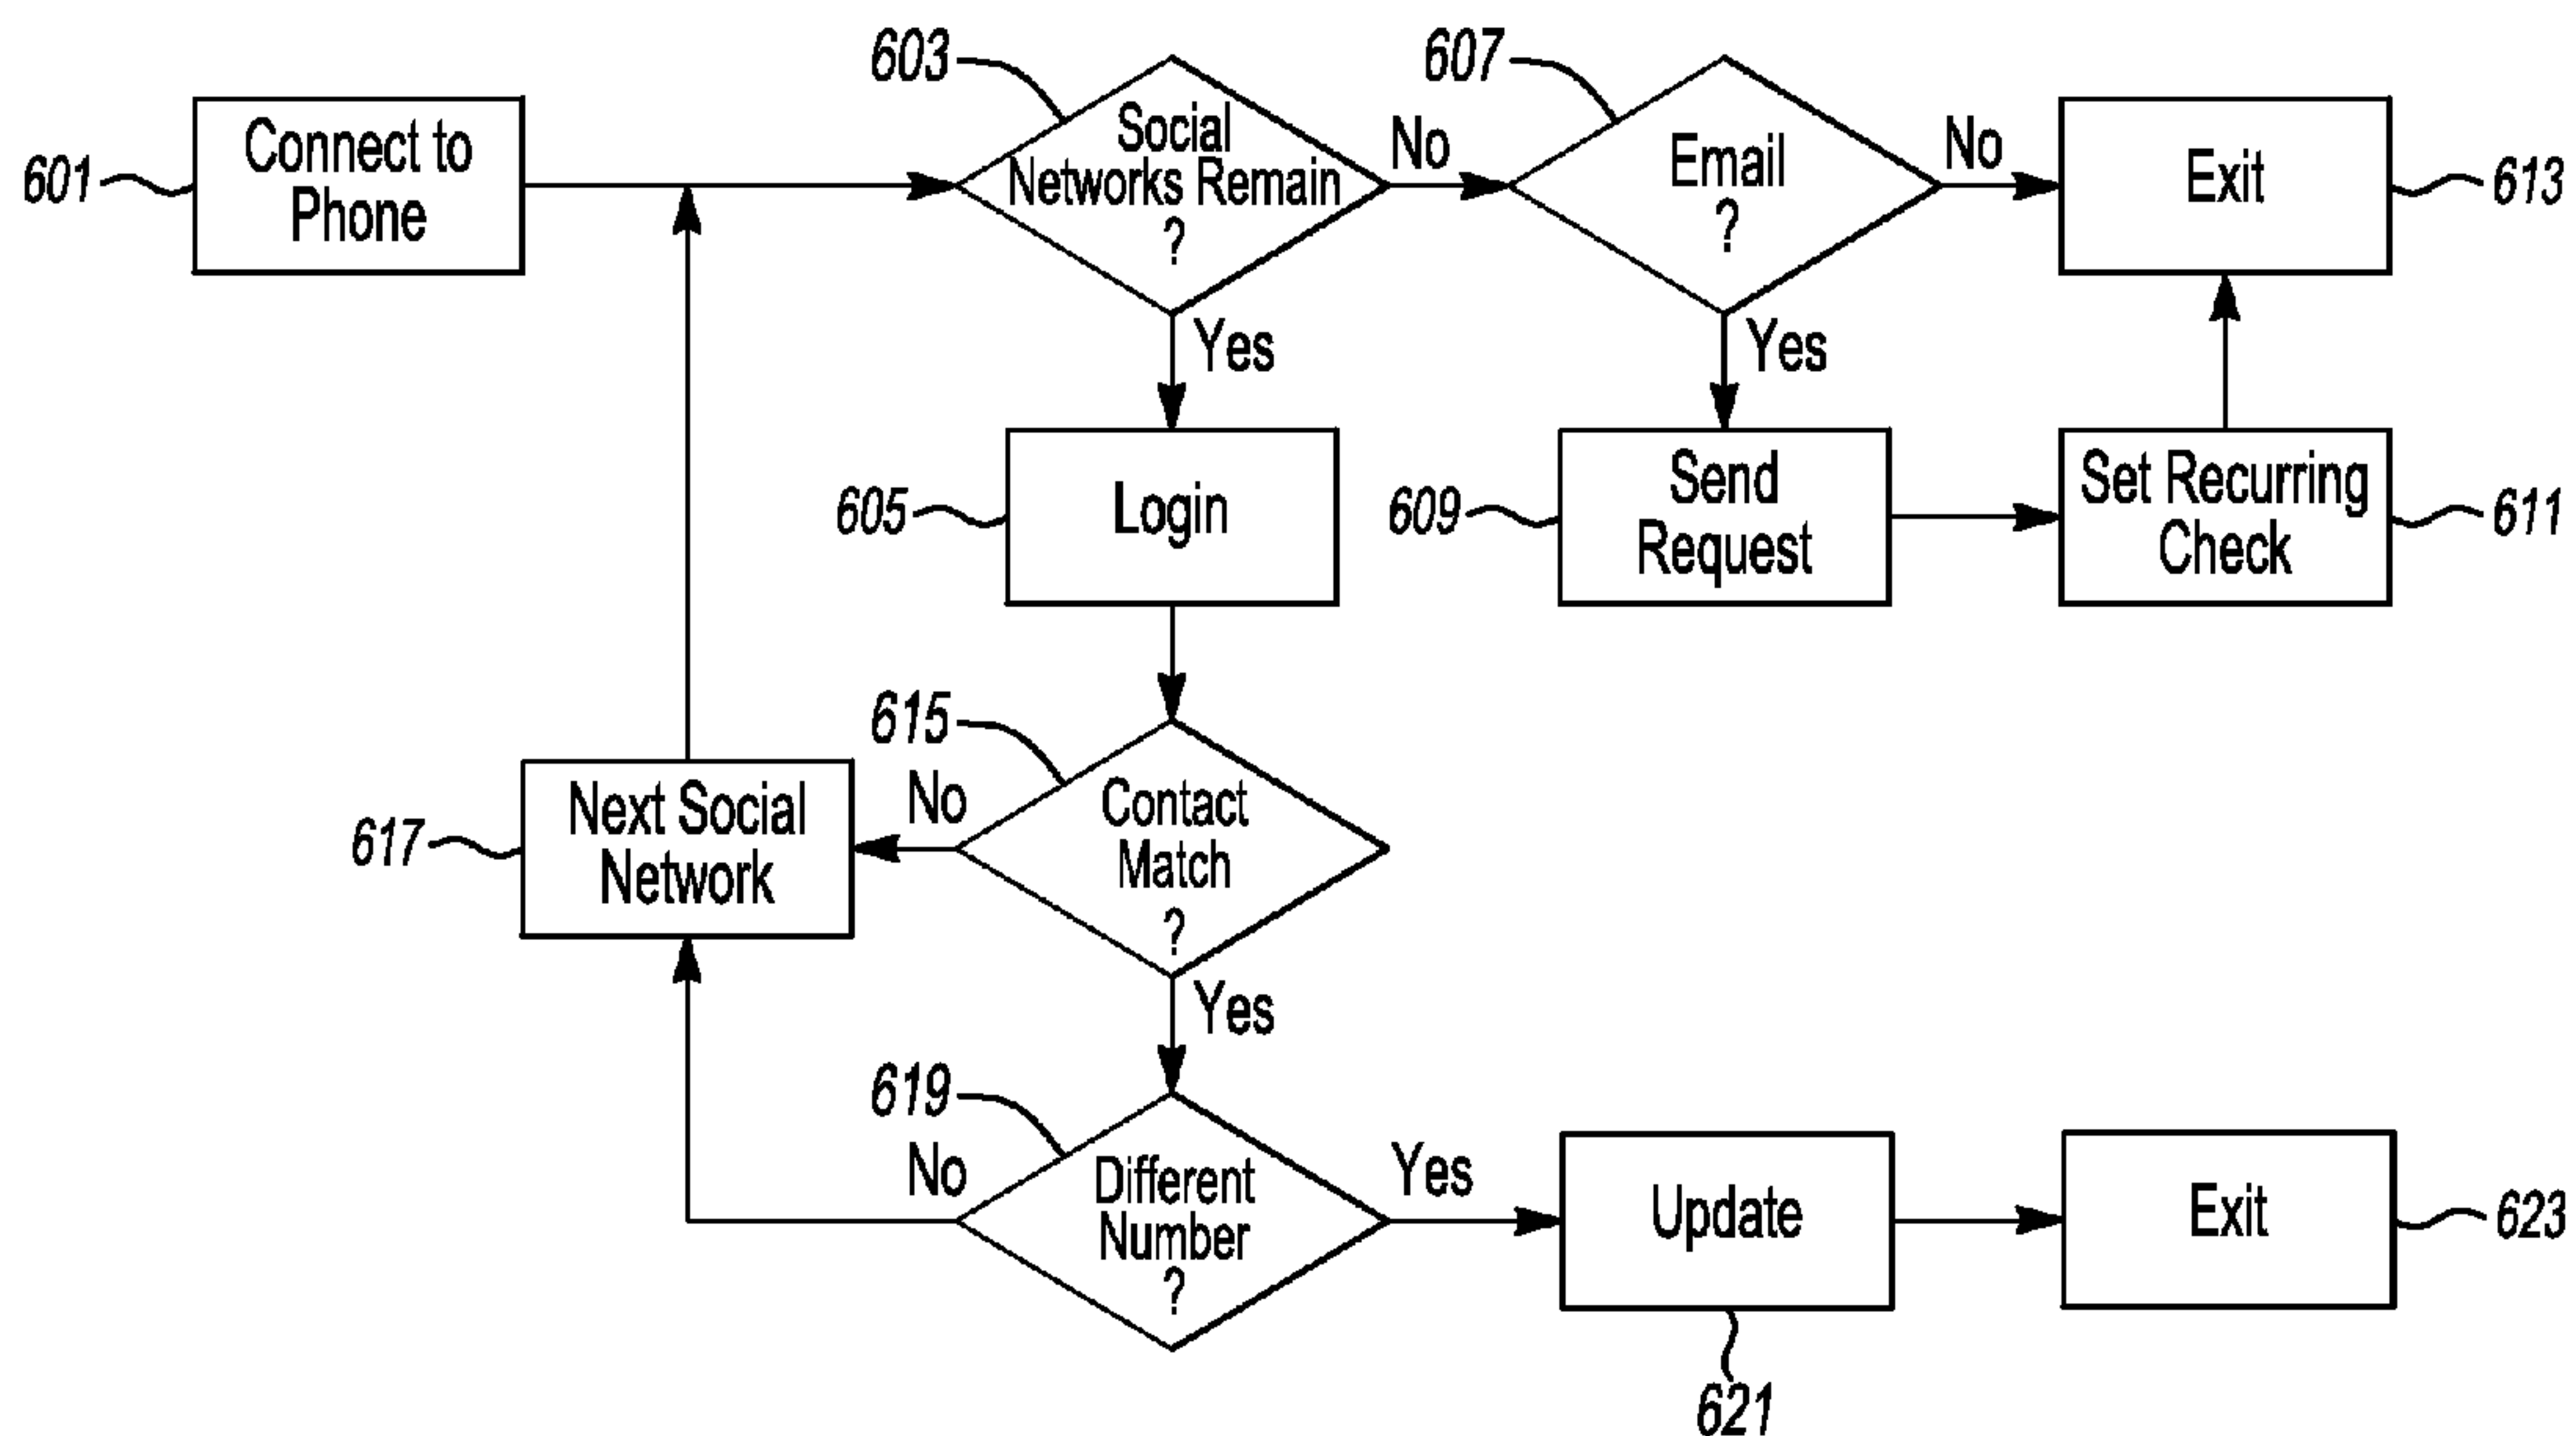 603
607
601
Connect to
Phone
Social
Networks Remain
?
No
Email
?
No
Exit
613
Yes
Yes
605
Login
609
Send
Request
Set Recurring
Check
611
615
No
Contact
Match
?
617
Next Social
Network
Yes
619
No
Different
Number
?
Yes
Update
Exit
623
621